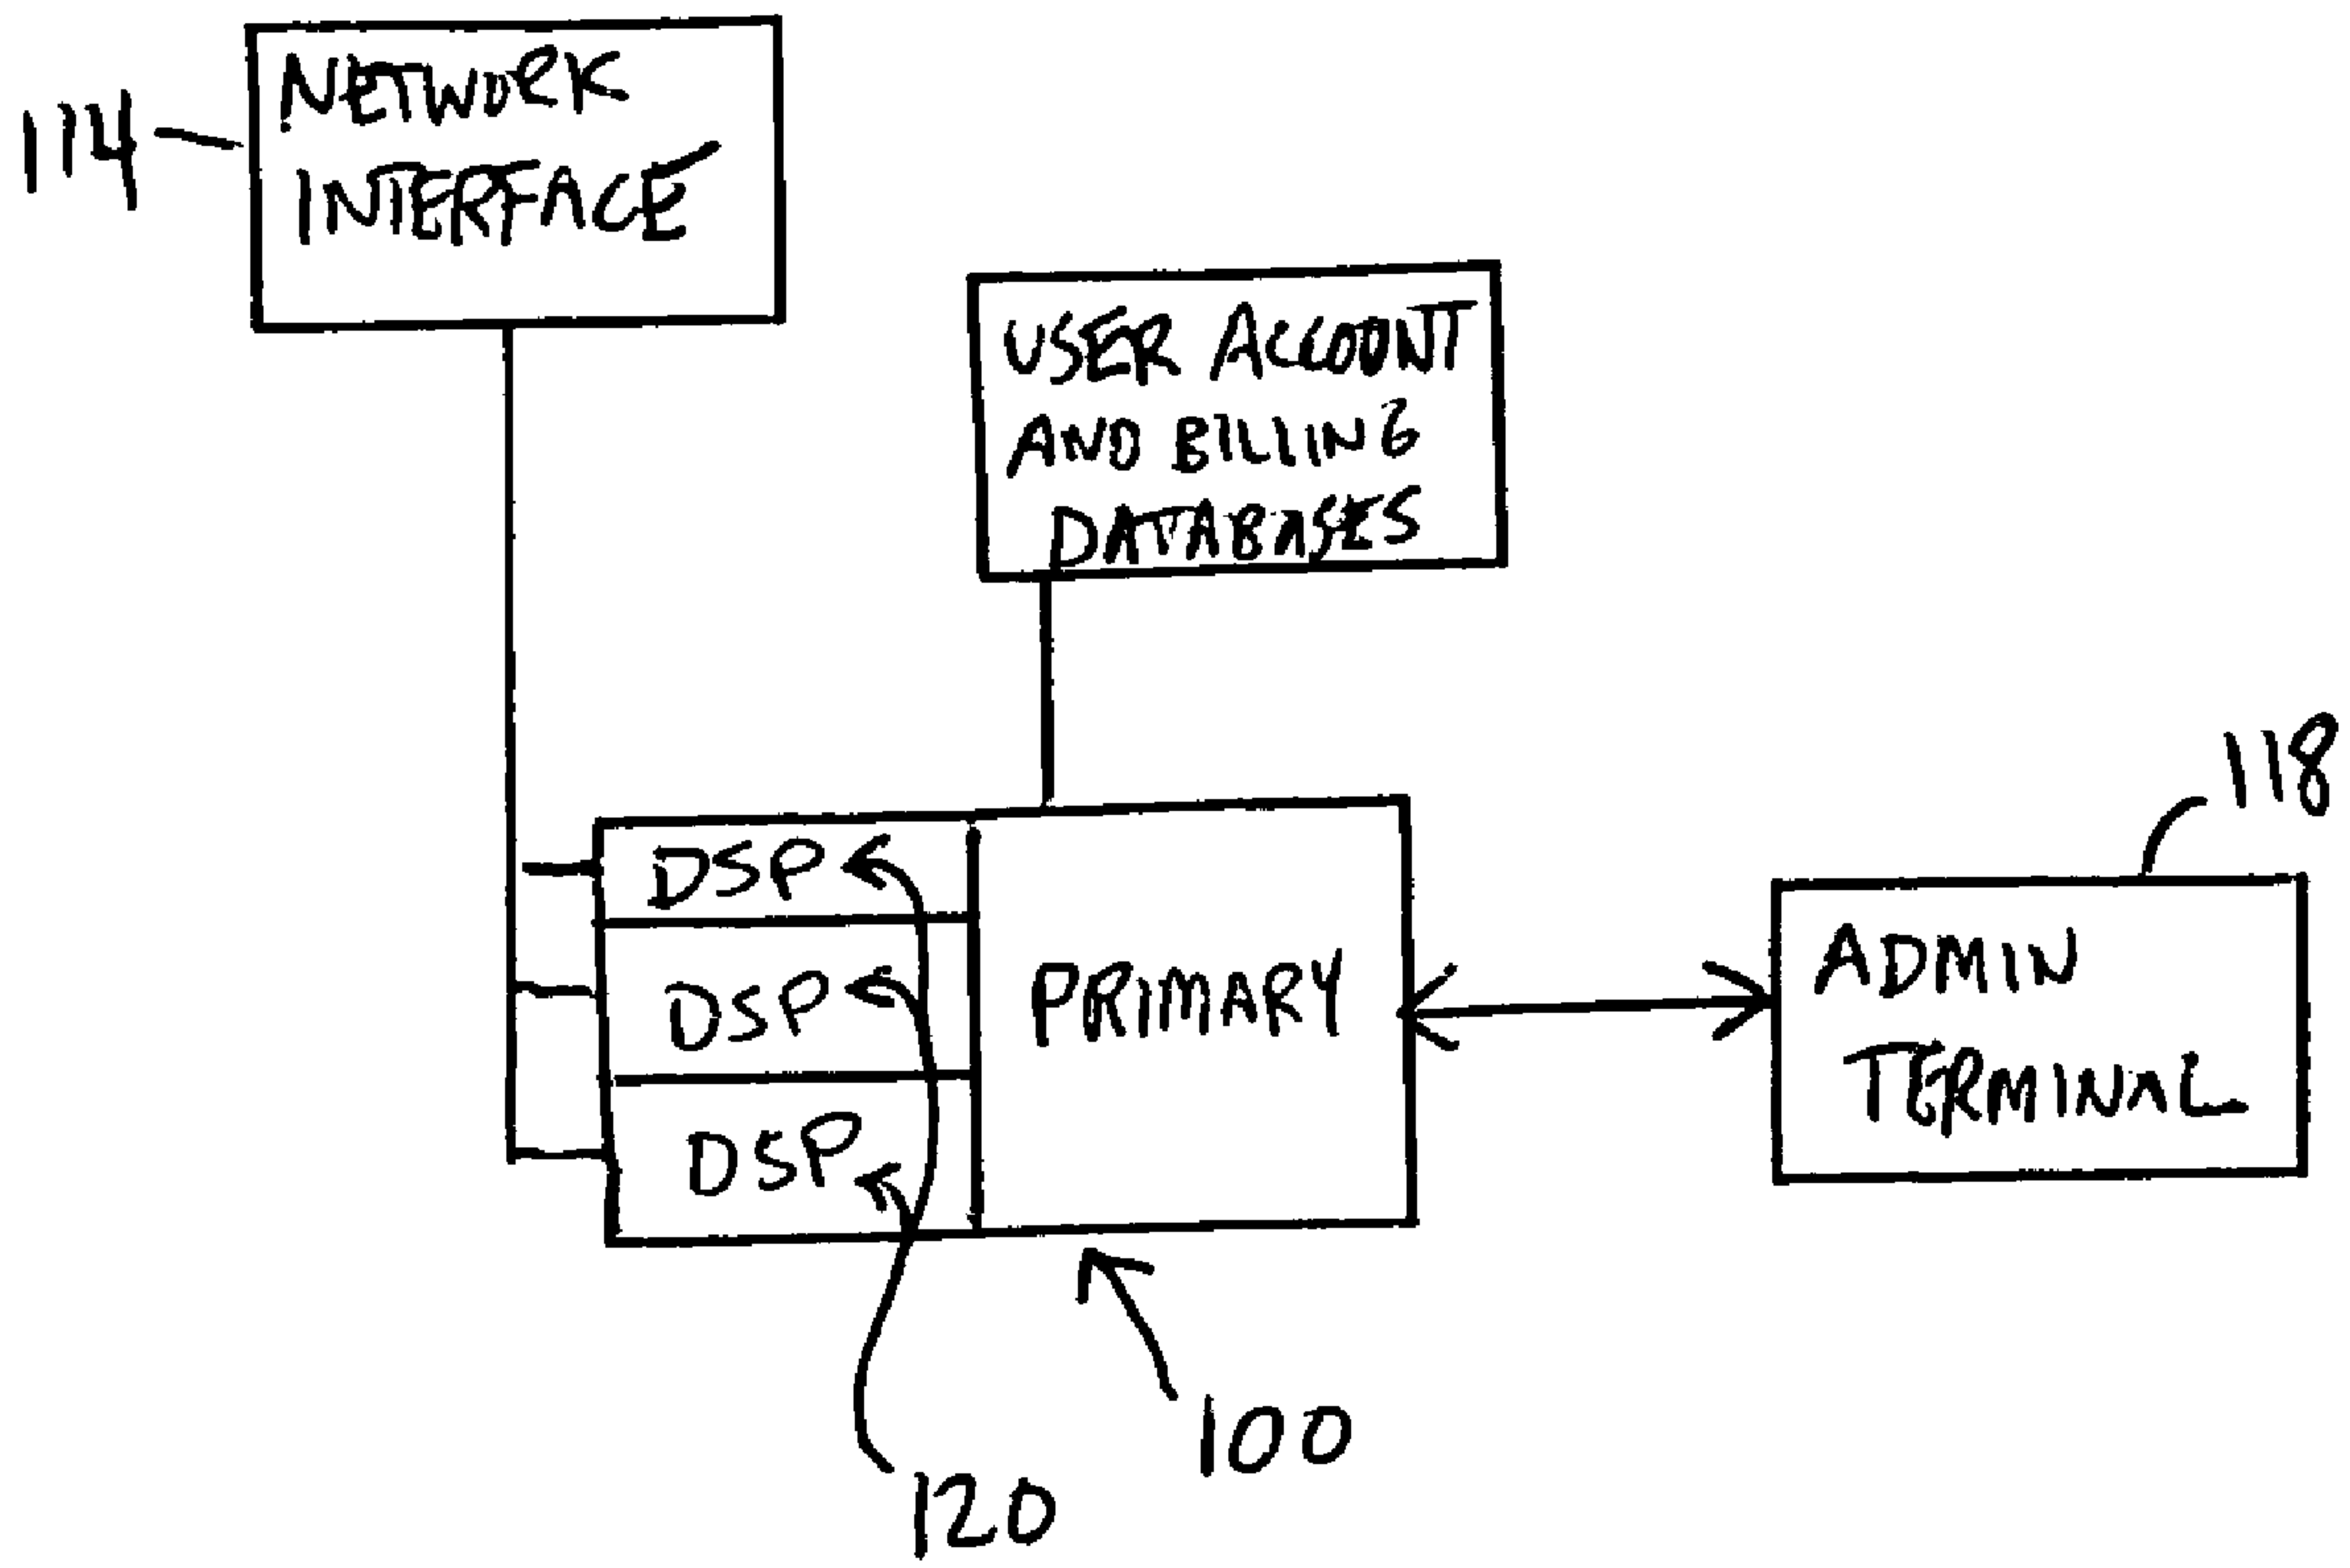 NETWORK
INTERFACE
114
USER ACCOUNT
AND BILLING
DATABASES
118
DSP
DSP
DSP
PRIMARY
ADMIN
TERMINAL
100
120